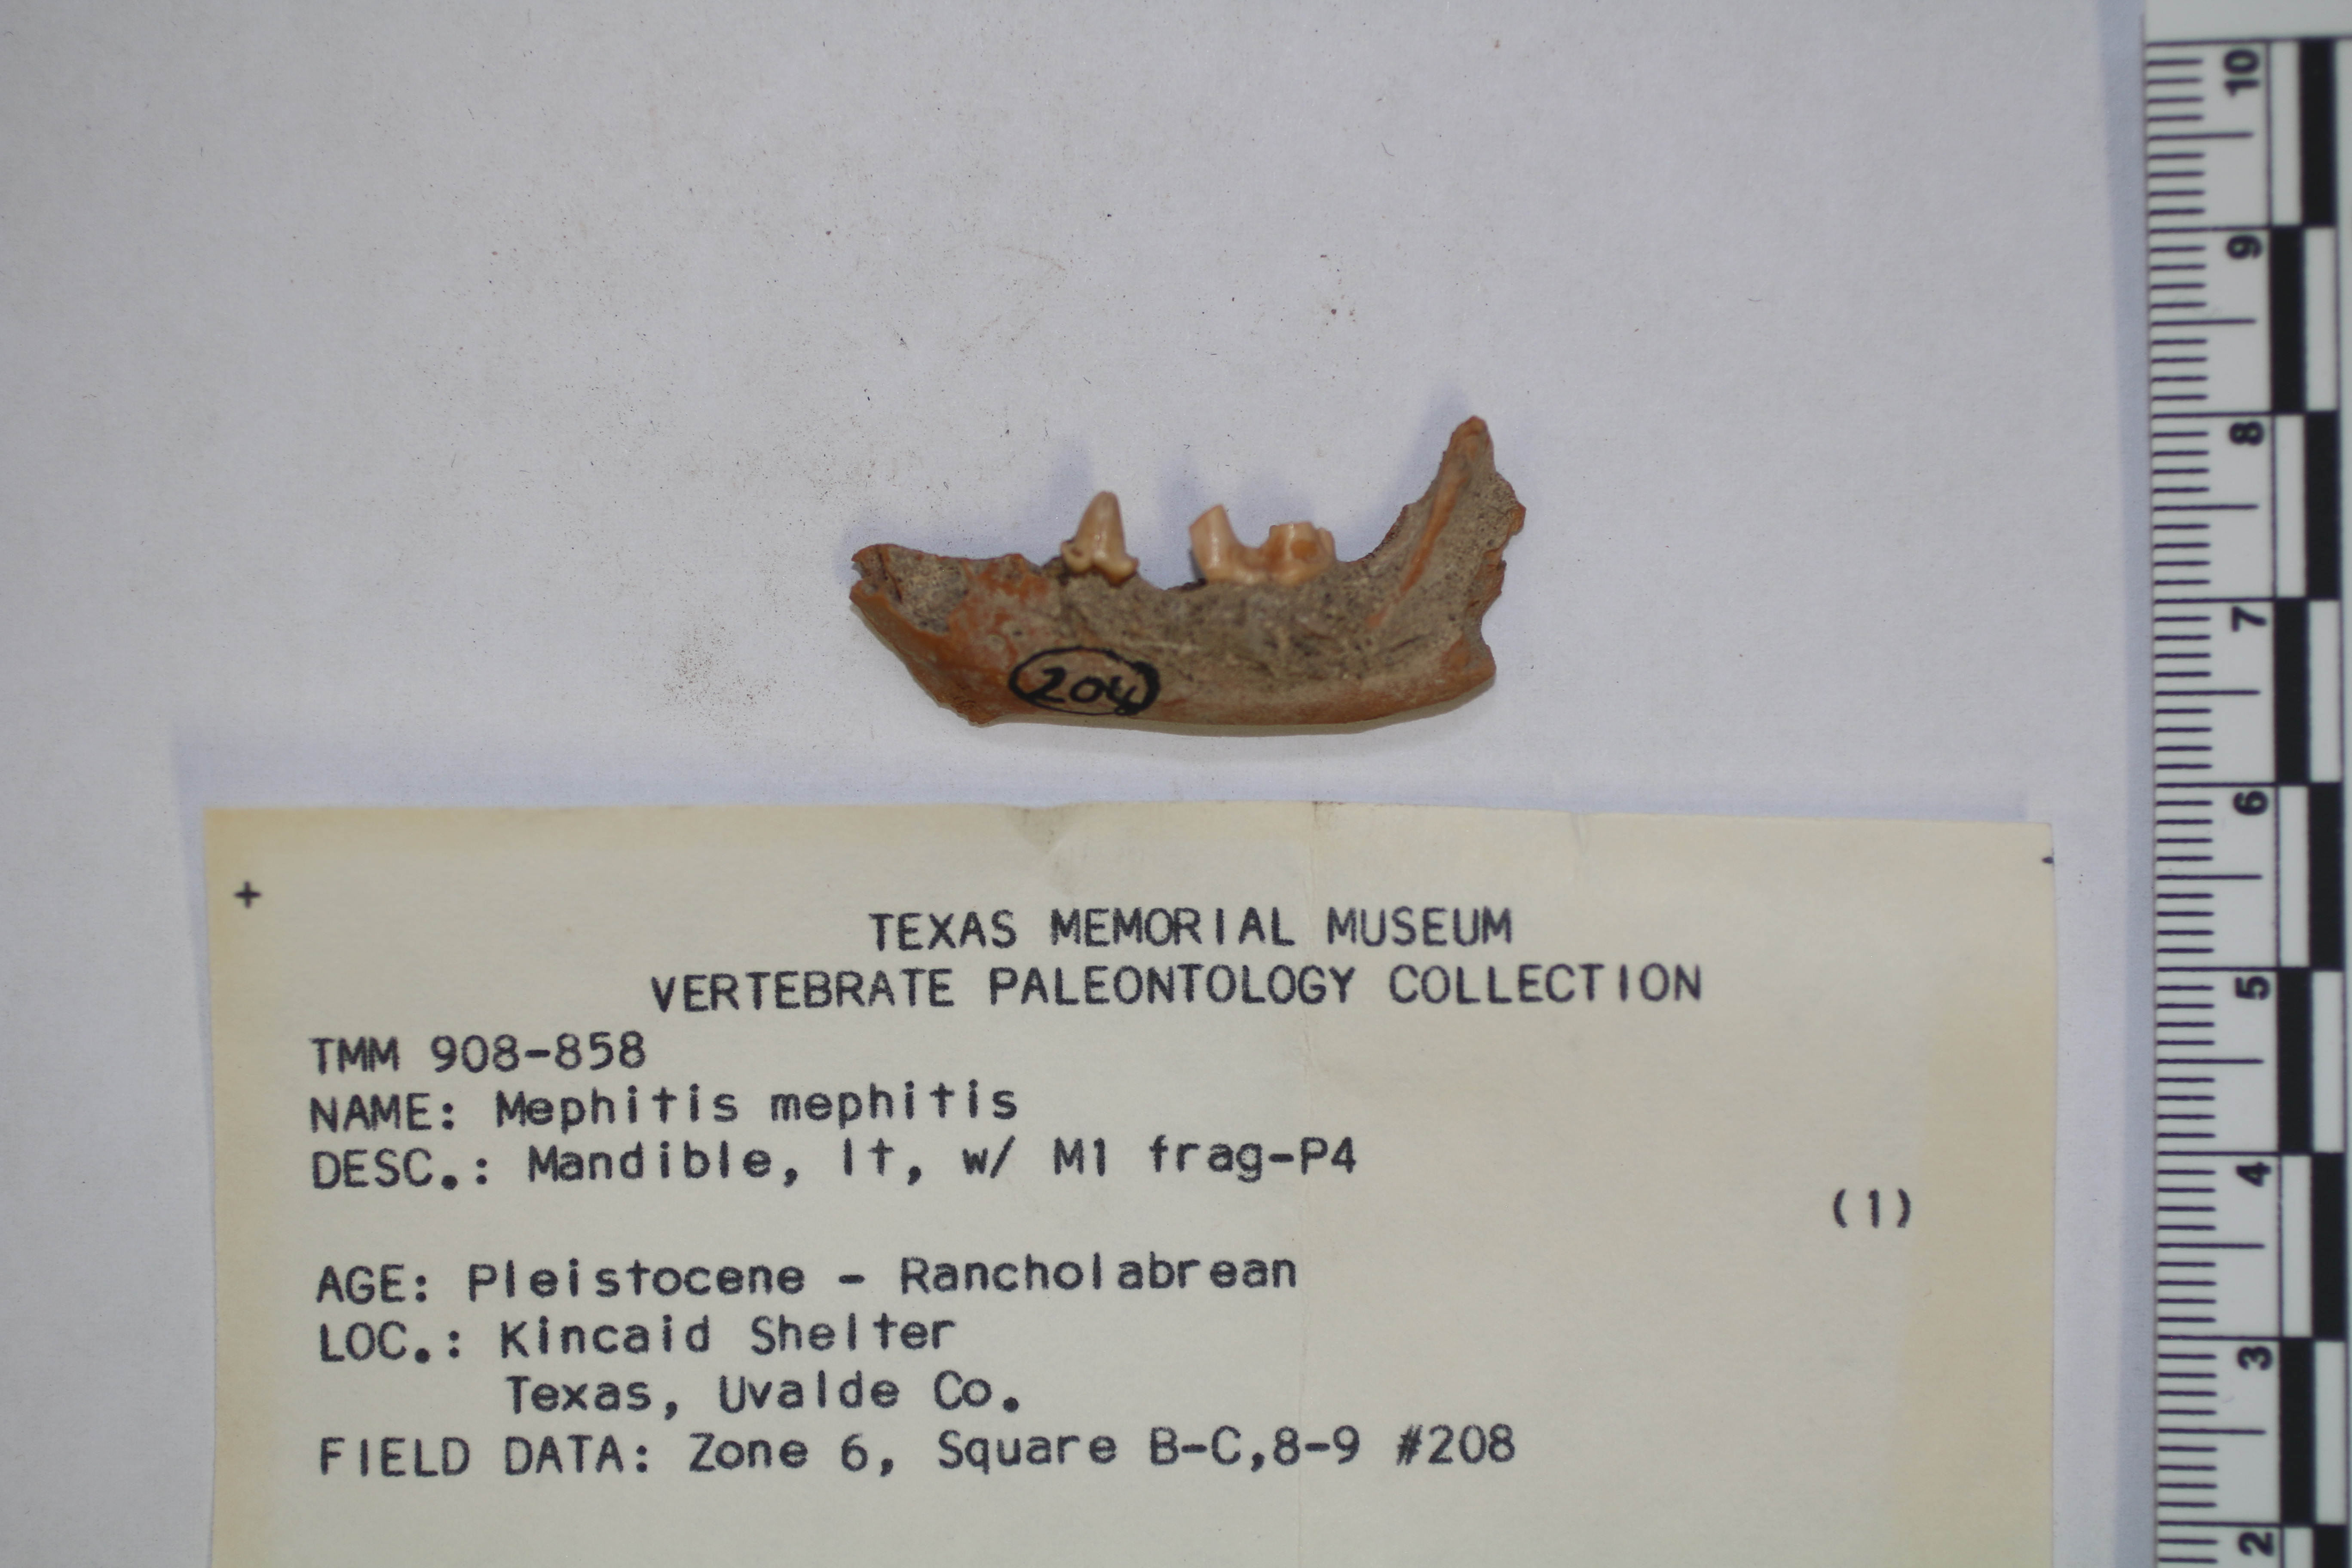 204
TEXAS MEMORIAL MUSEUM
VERTEBRATE PALEONTOLOGY COLLECTION
TMM 908-858
NAME: Mephitis mephitis
DESC.: Mandible, lt, w/ M1 frag-P4
(1)
AGE: Pleistocene - Rancholabrean
LOC.: Kincaid Shelter
Texas, Uvalde Co.
FIELD DATA: Zone 6, Square B-C,8-9 #208
10
9
8
7
6
5
4
3
2